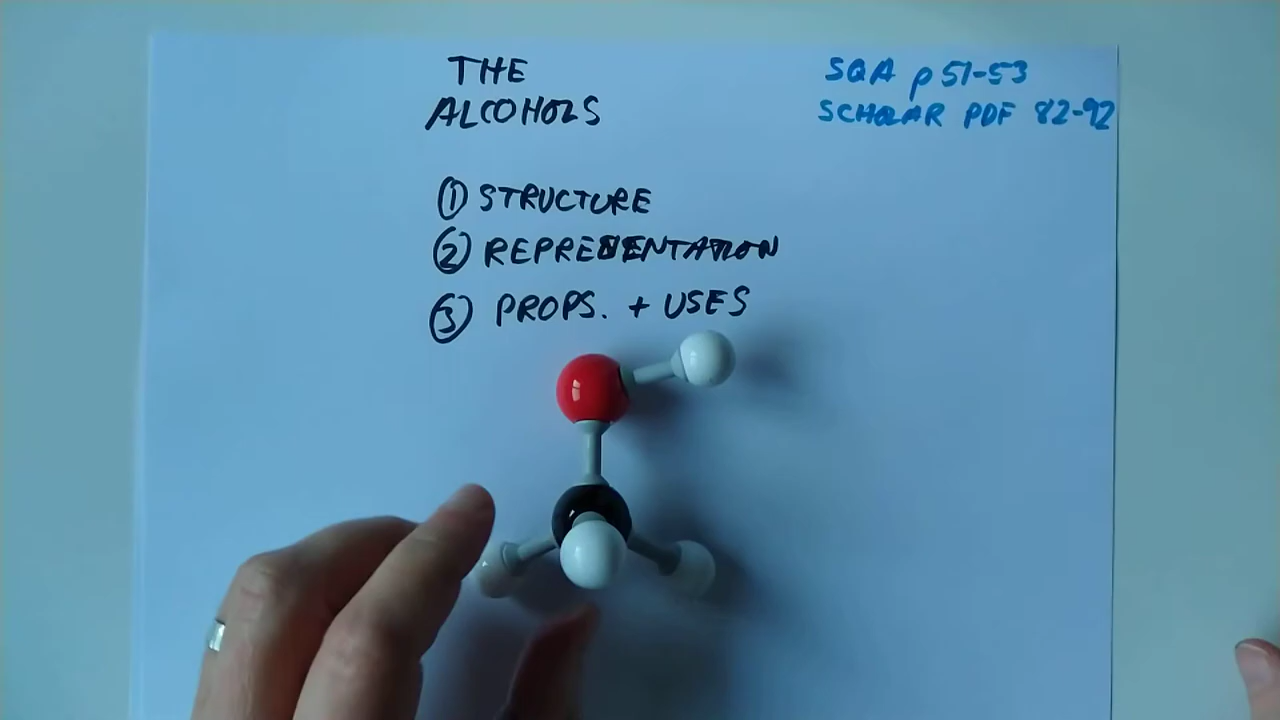 THE
ALCOHOLS
SQA p 51-53
SCHOLAR PDF 82-92
① STRUCTURE
② REPRESENTATION
③ PROPS. + USES